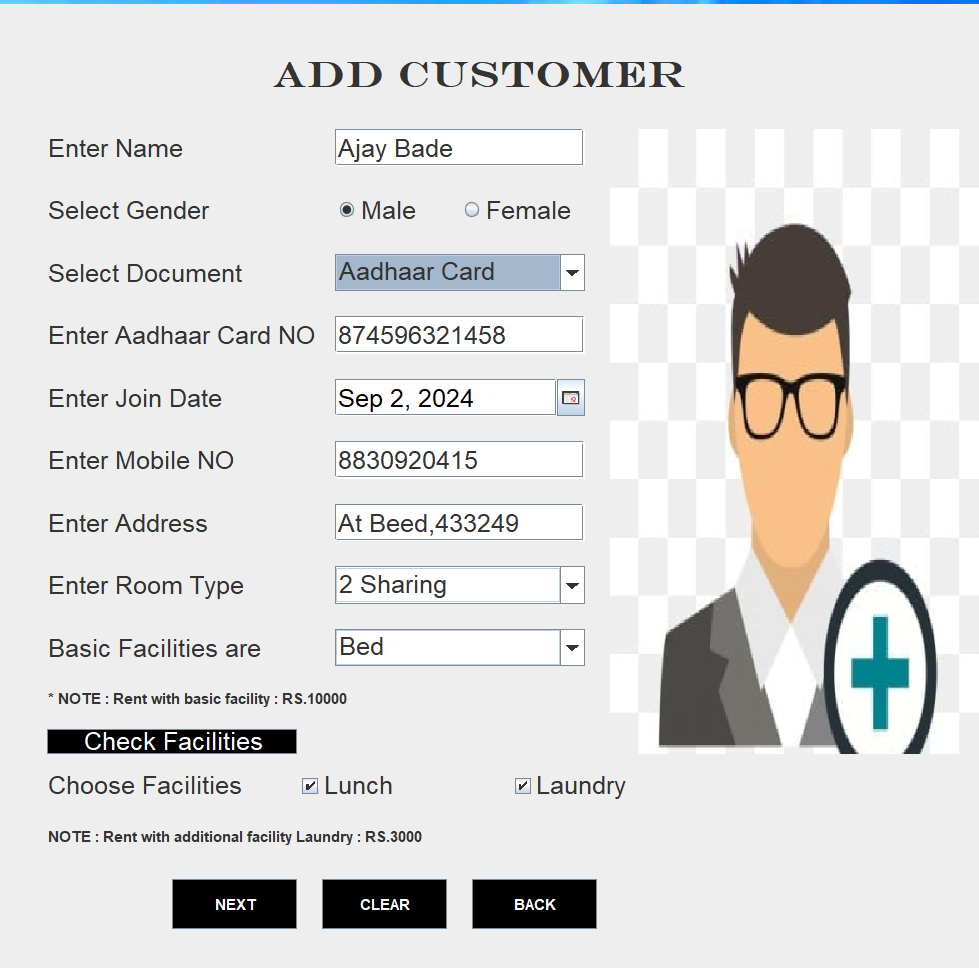 ADD CUSTOMER
Enter Name Ajay Bade
Select Gender Male Female
Select Document Aadhaar Card
Enter Aadhaar Card NO 874596321458
Enter Join Date Sep 2, 2024
Enter Mobile NO 8830920415
Enter Address At Beed,433249
Enter Room Type 2 Sharing
Basic Facilities are Bed
* NOTE : Rent with basic facility : RS.10000
Check Facilities
Choose Facilities Lunch Laundry
NOTE : Rent with additional facility Laundry : RS.3000
NEXT CLEAR BACK